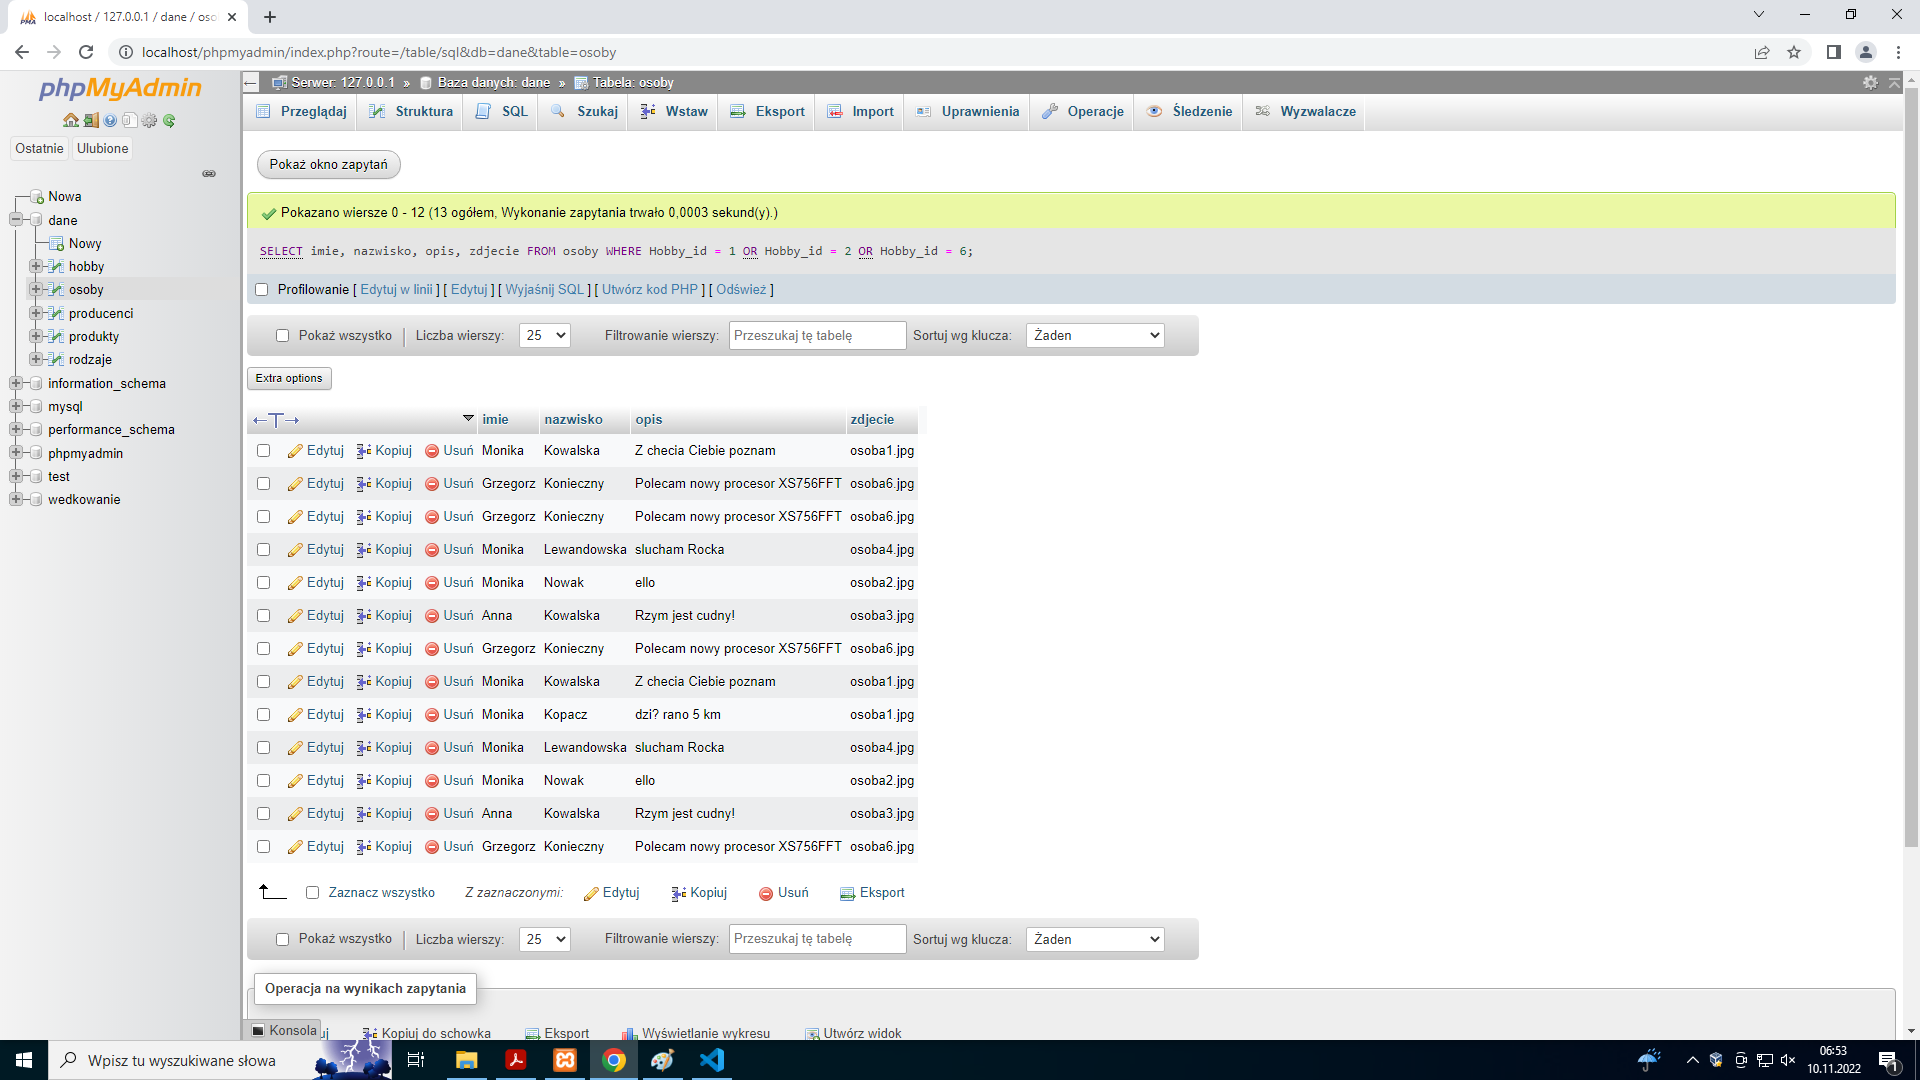 localhost / 127.0.0.1 / dane / oso
localhost/phpmyadmin/index.php?route=/table/sql&db=dane&table=osoby
phpMyAdmin
Ostatnie Ulubione
Nowa
dane
Nowy
hobby
osoby
producenci
produkty
rodzaje
information_schema
mysql
performance_schema
phpmyadmin
test
wedkowanie
Serwer: 127.0.0.1 » Baza danych: dane » Tabela: osoby
Przeglądaj Struktura SQL Szukaj Wstaw Eksport Import Uprawnienia Operacje Śledzenie Wyzwalacze
Pokaż okno zapytań
Pokazano wiersze 0 - 12 (13 ogółem, Wykonanie zapytania trwało 0,0003 sekund(y).)
SELECT imie, nazwisko, opis, zdjecie FROM osoby WHERE Hobby_id = 1 OR Hobby_id = 2 OR Hobby_id = 6;
Profilowanie [ Edytuj w linii ] [ Edytuj ] [ Wyjaśnij SQL ] [ Utwórz kod PHP ] [ Odśwież ]
Pokaż wszystko Liczba wierszy: 25 Filtrowanie wierszy: Przeszukaj tę tabelę Sortuj wg klucza: Żaden
Extra options
←T→ imie nazwisko opis zdjecie
Edytuj Kopiuj Usuń Monika Kowalska Z checia Ciebie poznam osoba1.jpg
Edytuj Kopiuj Usuń Grzegorz Konieczny Polecam nowy procesor XS756FFT osoba6.jpg
Edytuj Kopiuj Usuń Grzegorz Konieczny Polecam nowy procesor XS756FFT osoba6.jpg
Edytuj Kopiuj Usuń Monika Lewandowska slucham Rocka osoba4.jpg
Edytuj Kopiuj Usuń Monika Nowak ello osoba2.jpg
Edytuj Kopiuj Usuń Anna Kowalska Rzym jest cudny! osoba3.jpg
Edytuj Kopiuj Usuń Grzegorz Konieczny Polecam nowy procesor XS756FFT osoba6.jpg
Edytuj Kopiuj Usuń Monika Kowalska Z checia Ciebie poznam osoba1.jpg
Edytuj Kopiuj Usuń Monika Kopacz dzi? rano 5 km osoba1.jpg
Edytuj Kopiuj Usuń Monika Lewandowska slucham Rocka osoba4.jpg
Edytuj Kopiuj Usuń Monika Nowak ello osoba2.jpg
Edytuj Kopiuj Usuń Anna Kowalska Rzym jest cudny! osoba3.jpg
Edytuj Kopiuj Usuń Grzegorz Konieczny Polecam nowy procesor XS756FFT osoba6.jpg
Zaznacz wszystko Z zaznaczonymi: Edytuj Kopiuj Usuń Eksport
Pokaż wszystko Liczba wierszy: 25 Filtrowanie wierszy: Przeszukaj tę tabelę Sortuj wg klucza: Żaden
Operacja na wynikach zapytania
Konsola uj Kopiuj do schowka Eksport Wyświetlanie wykresu Utwórz widok
Wpisz tu wyszukiwane słowa
06:53
10.11.2022
1